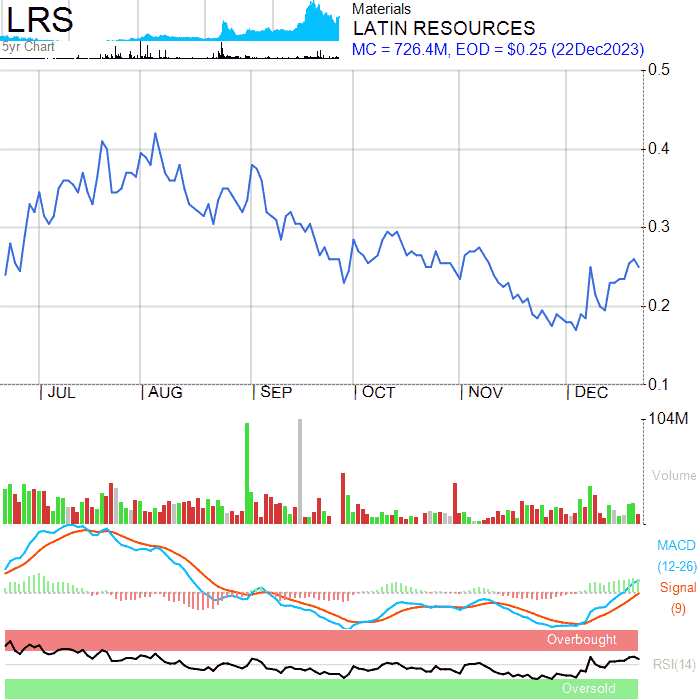 LRS
5yr Chart
Materials
LATIN RESOURCES
MC = 726.4M, EOD = $0.25 (22Dec2023)
0.5
0.4
0.3
0.2
0.1
JUL AUG SEP OCT NOV DEC
104M
Volume
MACD
(12-26)
Signal
(9)
Overbought
RSI(14)
Oversold